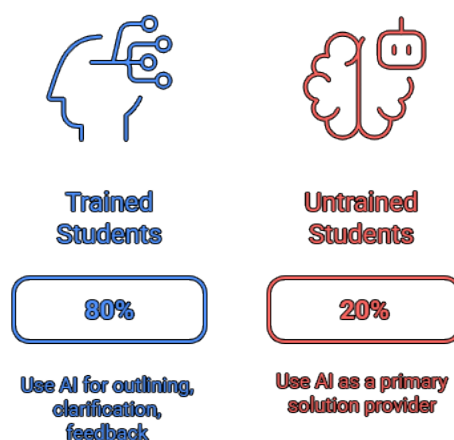 Trained
Students
80%
Use AI for outlining,
clarification,
feedback
Untrained
Students
20%
Use AI as a primary
solution provider